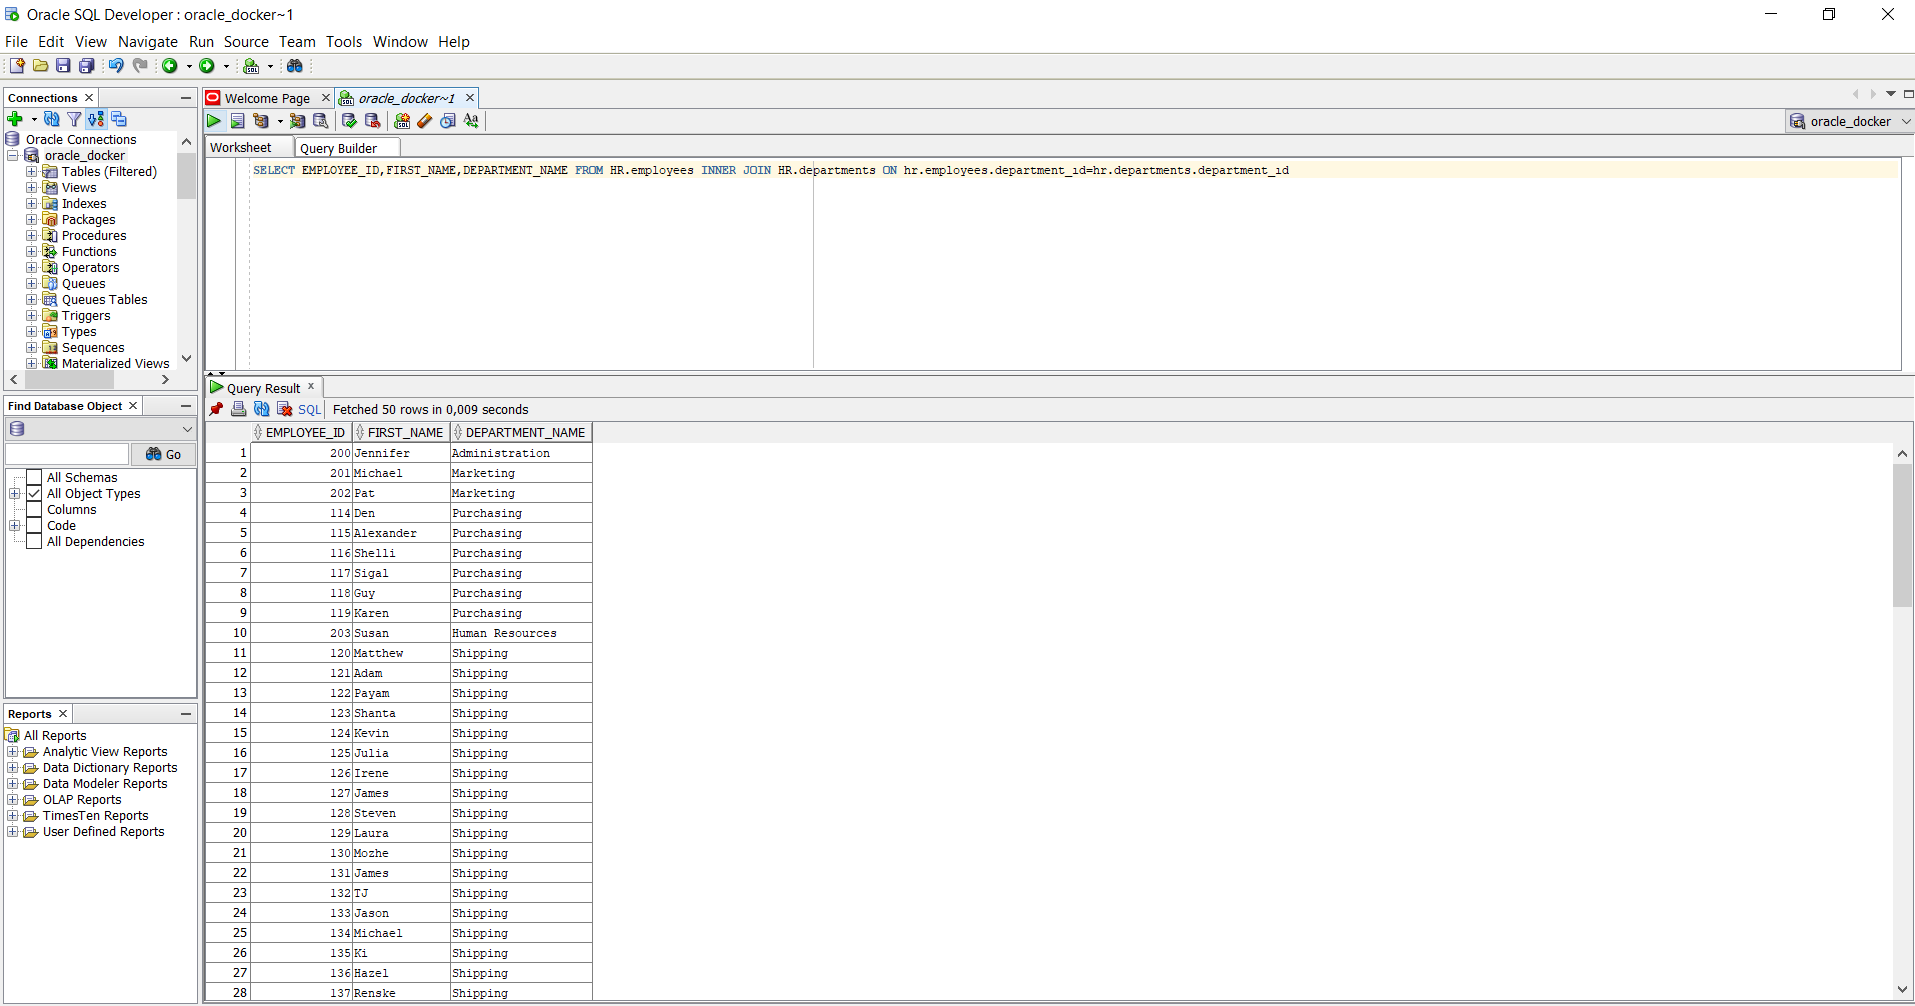 Oracle SQL Developer : oracle_docker~1
File Edit View Navigate Run Source Team Tools Window Help
Connections
Oracle Connections
oracle_docker
Tables (Filtered)
Views
Indexes
Packages
Procedures
Functions
Operators
Queues
Queues Tables
Triggers
Types
Sequences
Materialized Views
Find Database Object
Go
All Schemas
All Object Types
Columns
Code
All Dependencies
Reports
All Reports
Analytic View Reports
Data Dictionary Reports
Data Modeler Reports
OLAP Reports
TimesTen Reports
User Defined Reports
Welcome Page oracle_docker~1
oracle_docker
Worksheet Query Builder
SELECT EMPLOYEE_ID,FIRST_NAME,DEPARTMENT_NAME FROM HR.employees INNER JOIN HR.departments ON hr.employees.department_id=hr.departments.department_id
Query Result
SQL Fetched 50 rows in 0,009 seconds
EMPLOYEE_ID FIRST_NAME DEPARTMENT_NAME
1 200 Jennifer Administration
2 201 Michael Marketing
3 202 Pat Marketing
4 114 Den Purchasing
5 115 Alexander Purchasing
6 116 Shelli Purchasing
7 117 Sigal Purchasing
8 118 Guy Purchasing
9 119 Karen Purchasing
10 203 Susan Human Resources
11 120 Matthew Shipping
12 121 Adam Shipping
13 122 Payam Shipping
14 123 Shanta Shipping
15 124 Kevin Shipping
16 125 Julia Shipping
17 126 Irene Shipping
18 127 James Shipping
19 128 Steven Shipping
20 129 Laura Shipping
21 130 Mozhe Shipping
22 131 James Shipping
23 132 TJ Shipping
24 133 Jason Shipping
25 134 Michael Shipping
26 135 Ki Shipping
27 136 Hazel Shipping
28 137 Renske Shipping